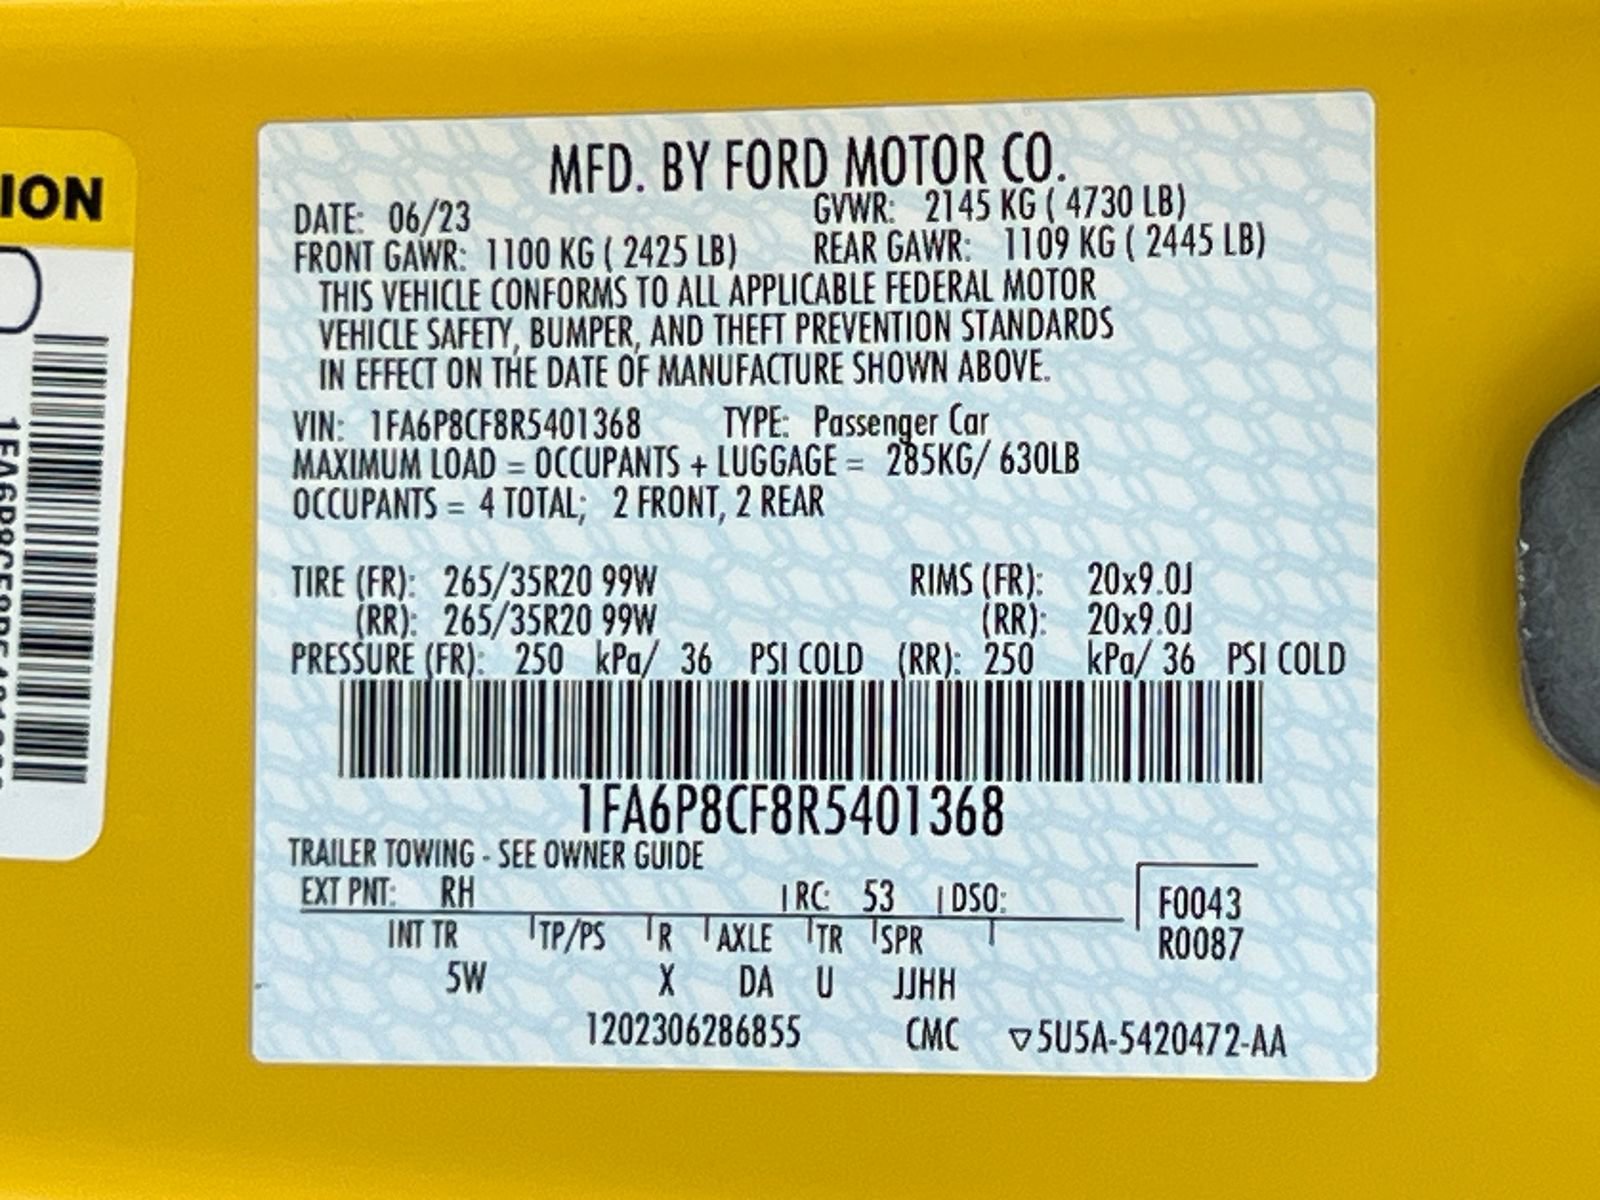 ION
1FA6P8CF8R5401368
MFD. BY FORD MOTOR CO.
DATE: 06/23 GVWR: 2145 KG ( 4730 LB)
FRONT GAWR: 1100 KG ( 2425 LB) REAR GAWR: 1109 KG ( 2445 LB)
THIS VEHICLE CONFORMS TO ALL APPLICABLE FEDERAL MOTOR
VEHICLE SAFETY, BUMPER, AND THEFT PREVENTION STANDARDS
IN EFFECT ON THE DATE OF MANUFACTURE SHOWN ABOVE.
VIN: 1FA6P8CF8R5401368 TYPE: Passenger Car
MAXIMUM LOAD = OCCUPANTS + LUGGAGE = 285KG/ 630LB
OCCUPANTS = 4 TOTAL; 2 FRONT, 2 REAR
TIRE (FR): 265/35R20 99W RIMS (FR): 20x9.0J
(RR): 265/35R20 99W (RR): 20x9.0J
PRESSURE (FR): 250 kPa/ 36 PSI COLD (RR): 250 kPa/ 36 PSI COLD
1FA6P8CF8R5401368
TRAILER TOWING - SEE OWNER GUIDE
EXT PNT: RH RC: 53 DSO: F0043
INT TR TP/PS R AXLE TR SPR R0087
5W X DA U JJHH
1202306286855 CMC ▽5U5A-5420472-AA